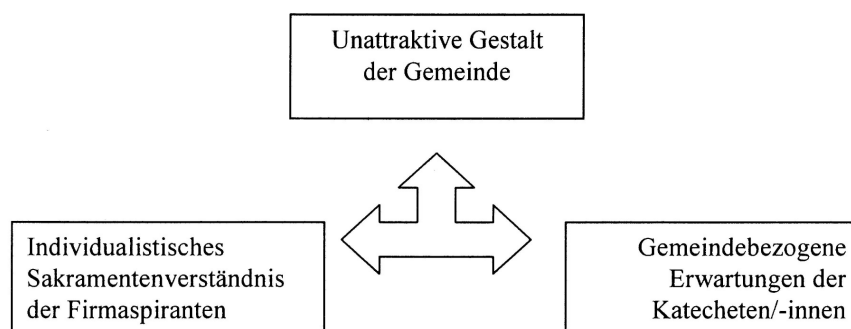 Unattraktive Gestalt
der Gemeinde
Individualistisches
Sakramentenverständnis
der Firmaspiranten
Gemeindebezogene
Erwartungen der
Katecheten/-innen